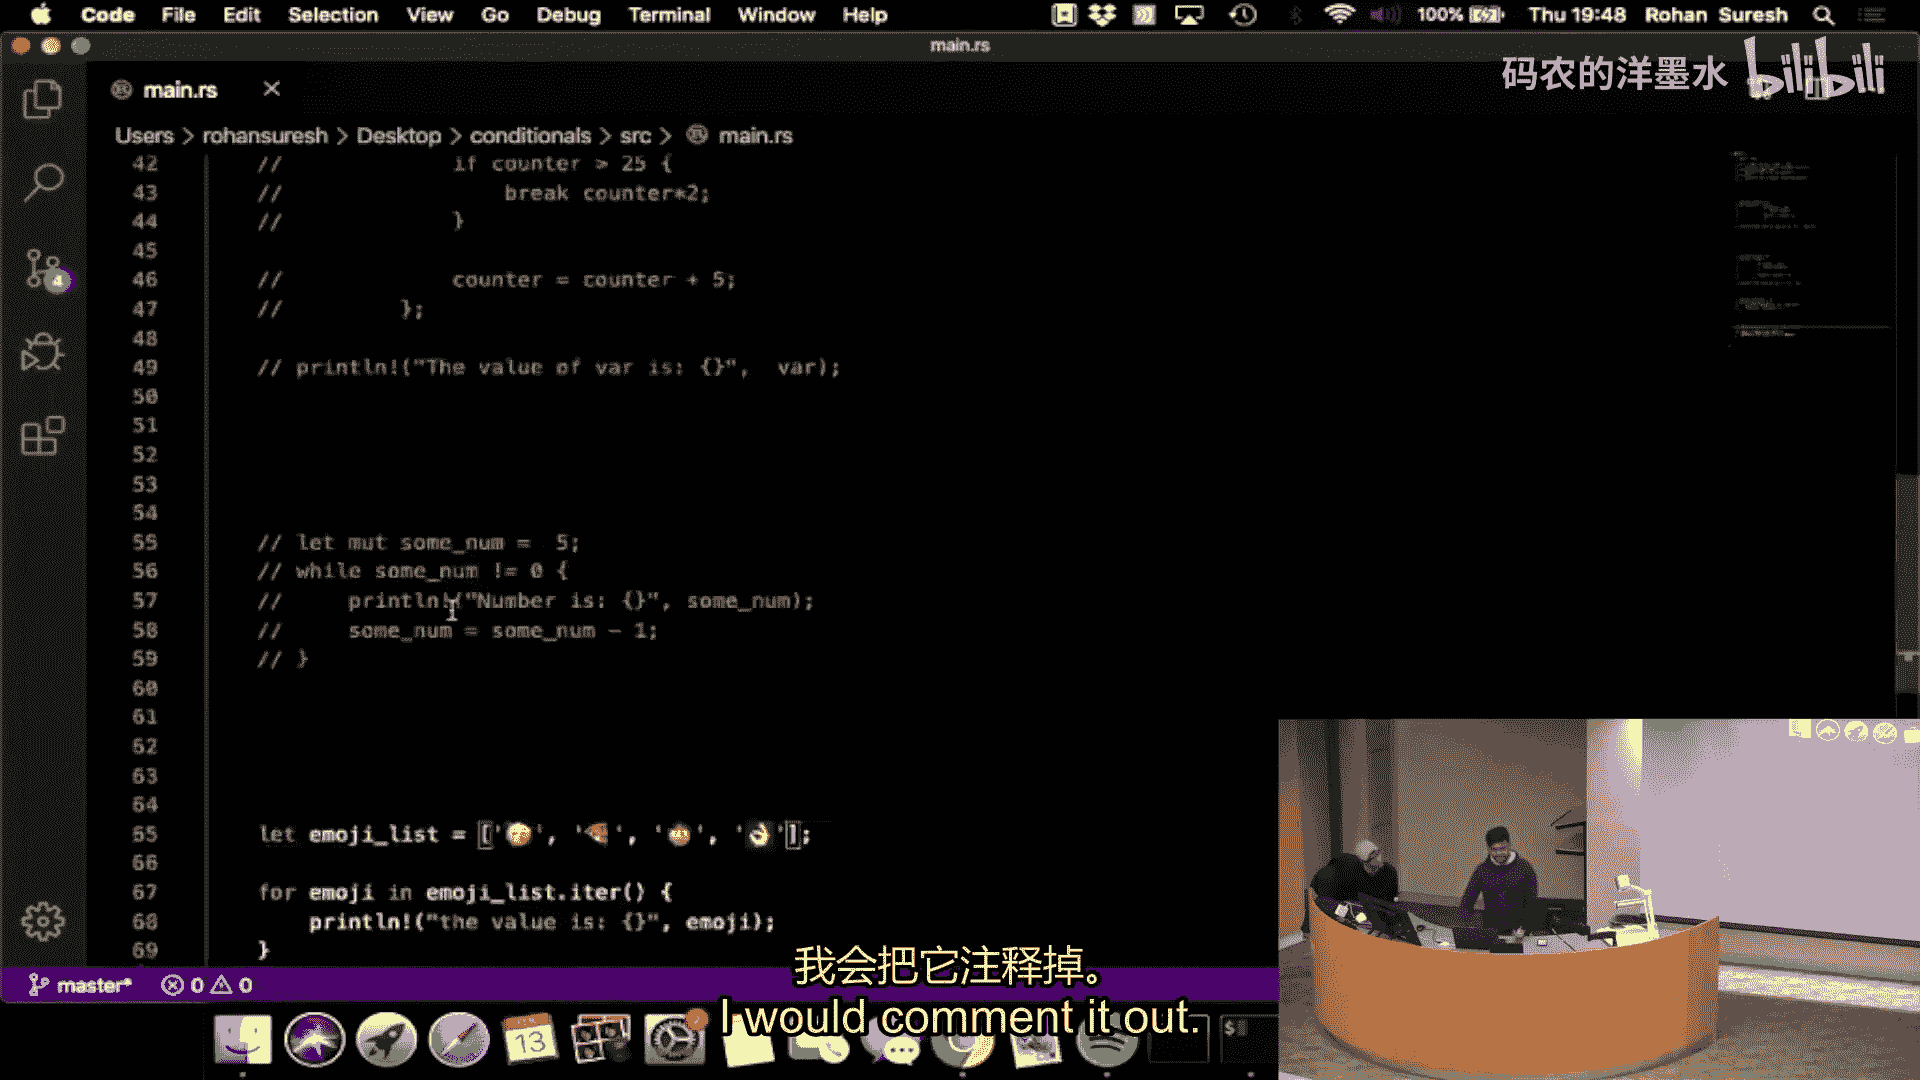 Code File Edit Selection View Go Debug Terminal Window Help 100% Thu 19:48 Rohan Suresh
main.rs
码农的洋墨水 bilibili
main.rs
Users > rohansuresh > Desktop > conditionals > src > main.rs
42 // if counter > 25 {
43 // break counter*2;
44 // }
45
46 // counter = counter + 5;
47 // };
48
49 // println!("The value of var is: {}", var);
50
51
52
53
54
55 // let mut some_num = 5;
56 // while some_num != 0 {
57 // println!("Number is: {}", some_num);
58 // some_num = some_num - 1;
59 // }
60
61
62
63
64
65 let emoji_list = ['', '', '', ''];
66
67 for emoji in emoji_list.iter() {
68 println!("the value is: {}", emoji);
69 }
4
master* 0 0
我会把它注释掉。
I would comment it out.
13
$